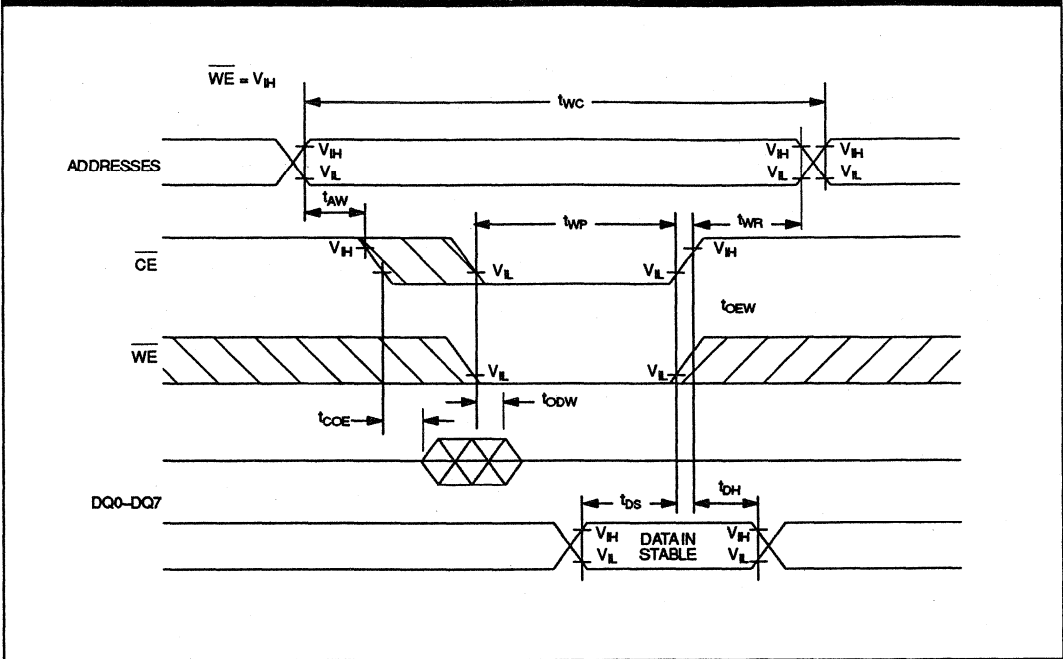 WE = VIH
tWC
ADDRESSES
VIH VIH VIH
VIL VIL VIL
tAW
tWP
tWR
CE
VIH VIH
VIL VIL
tOEW
WE
VIL VIL
tCOE
tODW
DQ0–DQ7
tDS
tDH
VIH DATA IN VIH
VIL STABLE VIL